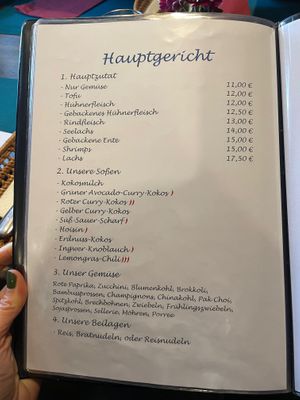 Hauptgericht
1. Hauptzutat
- Nur Gemüse 11,00 €
- Tofu 12,00 €
- Hühnerfleisch 12,00 €
- Gebackenes Hühnerfleisch 12,50 €
- Rindfleisch 13,00 €
- Seelachs 14,00 €
- Gebackene Ente 15,00 €
- Shrimps 15,00 €
- Lachs 17,50 €
2. Unsere Soßen
- Kokosmilch
- Grüner Avocado-Curry-Kokos
- Roter Curry-Kokos
- Gelber Curry-Kokos
- Süß-Sauer-Scharf
- Hoisin
- Erdnuss-Kokos
- Ingwer-Knoblauch
- Lemongras-Chili
3. Unser Gemüse
Rote Paprika, Zucchini, Blumenkohl, Brokkoli,
Bambussprossen, Champignons, Chinakohl, Pak Choi,
Spitzkohl, Brechbohnen, Zwiebeln, Frühlingszwiebeln,
Sojasprossen, Sellerie, Möhren, Porree
4. Unsere Beilagen
- Reis, Bratnudeln, oder Reisnudeln